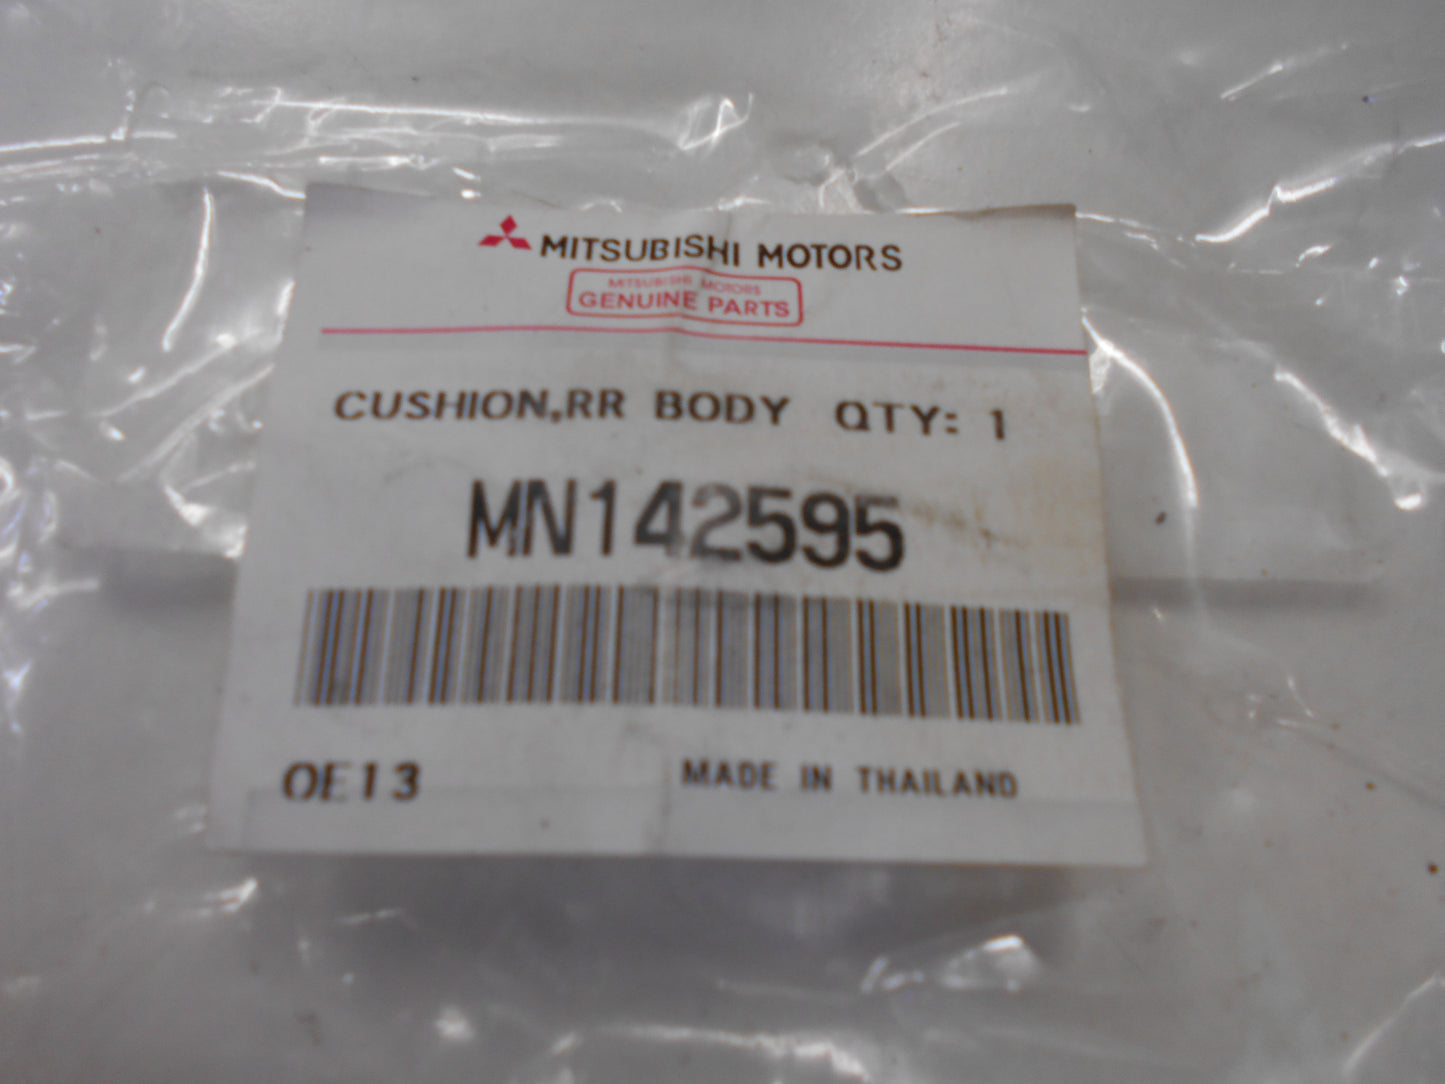 MITSUBISHI MOTORS
MITSUBISHI MOTORS
GENUINE PARTS
CUSHION,RR BODY QTY: 1
MN142595
OE13 MADE IN THAILAND